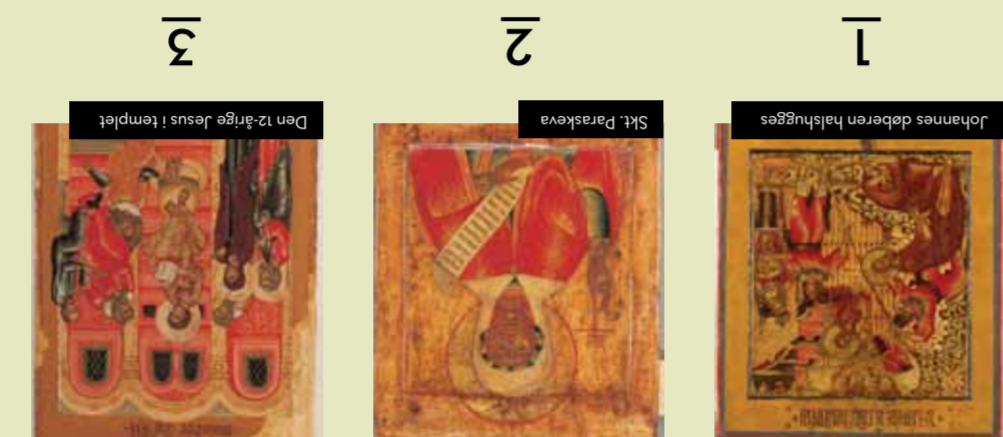 1
Johannes døberen halshugges
2
Skt. Paraskeva
3
Den 12-årige Jesus i templet